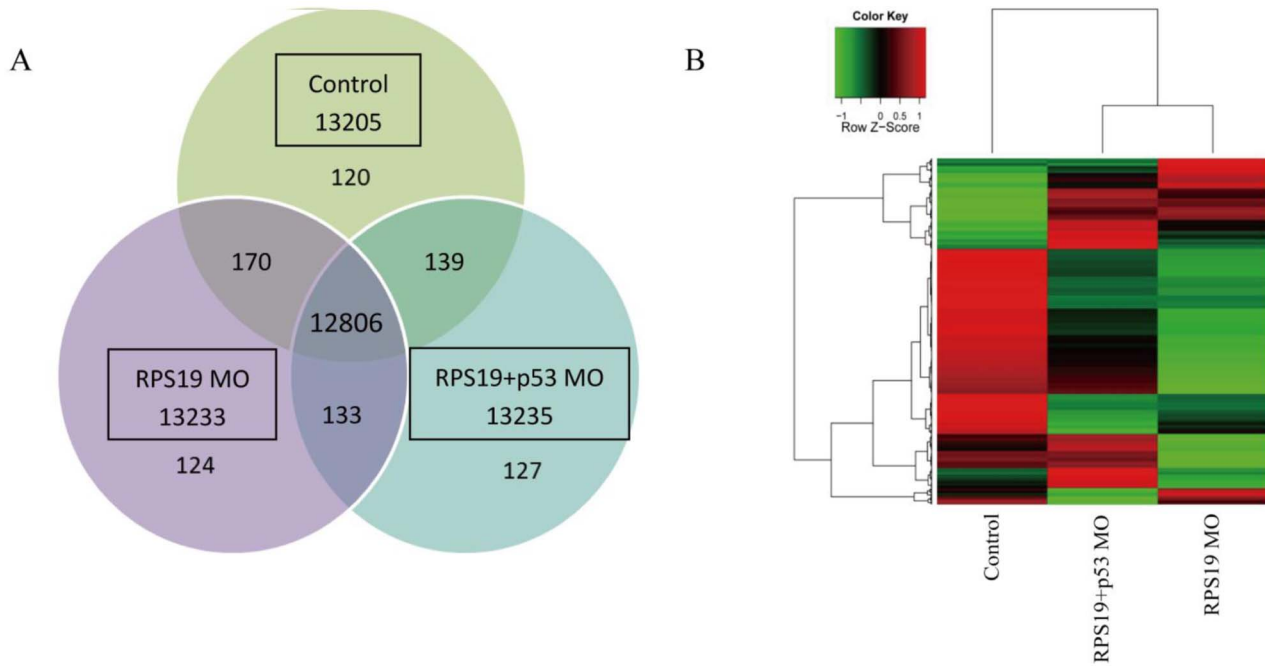 A
Control
13205
120
170
139
12806
RPS19 MO
13233
RPS19+p53 MO
13235
133
124
127
B
Color Key
−1 0 0.5 1
Row Z−Score
Control
RPS19+p53 MO
RPS19 MO